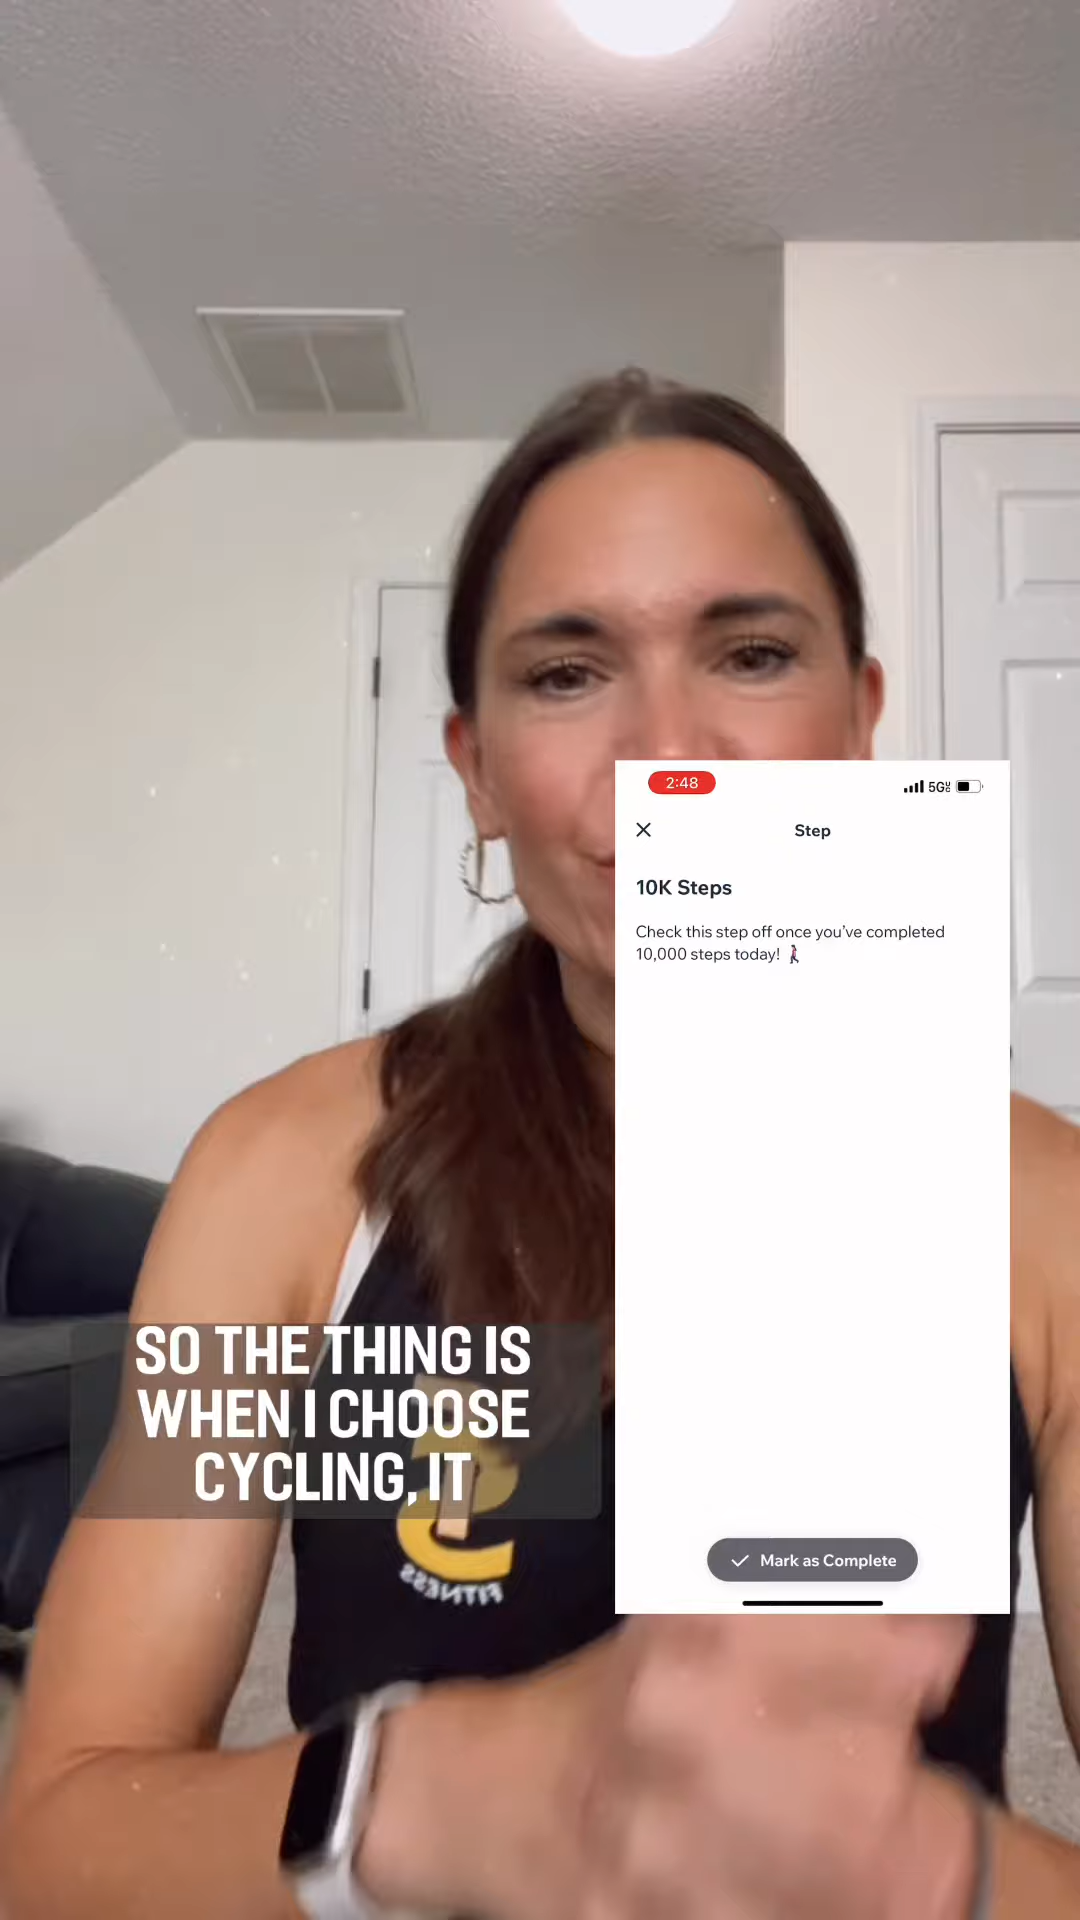 2:48
5G
Step
10K Steps
Check this step off once you've completed
10,000 steps today!
SO THE THING IS
WHEN I CHOOSE
CYCLING, IT
FITNESS
Mark as Complete